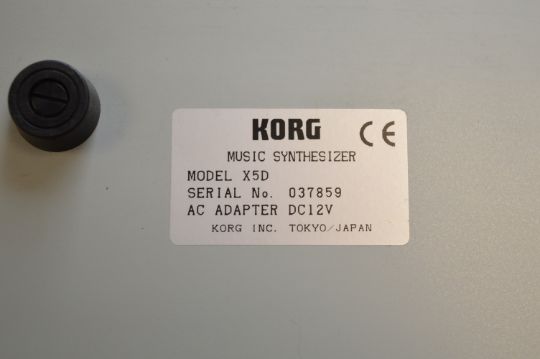 KORG CE
MUSIC SYNTHESIZER
MODEL X5D
SERIAL No. 037859
AC ADAPTER DC12V
KORG INC. TOKYO/JAPAN